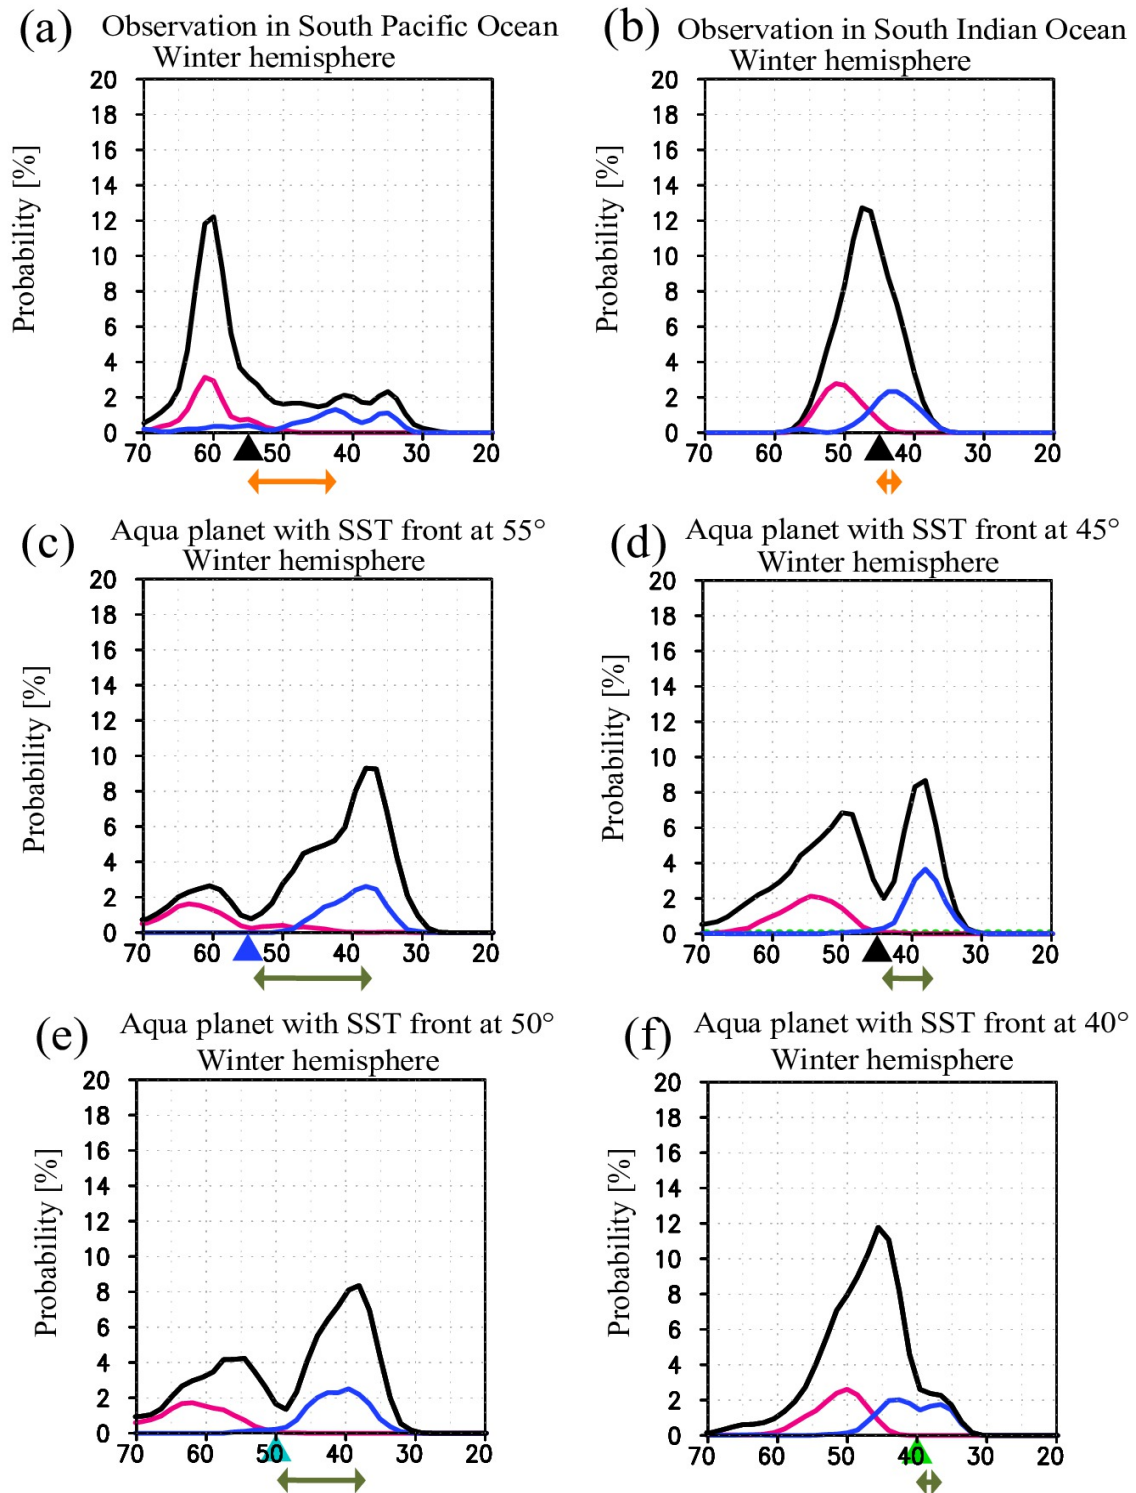 (a) Observation in South Pacific Ocean
Winter hemisphere
Probability [%]
20
18
16
14
12
10
8
6
4
2
0
70 60 50 40 30 20
(b) Observation in South Indian Ocean
Winter hemisphere
Probability [%]
20
18
16
14
12
10
8
6
4
2
0
70 60 50 40 30 20
(c) Aqua planet with SST front at 55°
Winter hemisphere
Probability [%]
20
18
16
14
12
10
8
6
4
2
0
70 60 50 40 30 20
(d) Aqua planet with SST front at 45°
Winter hemisphere
Probability [%]
20
18
16
14
12
10
8
6
4
2
0
70 60 50 40 30 20
(e) Aqua planet with SST front at 50°
Winter hemisphere
Probability [%]
20
18
16
14
12
10
8
6
4
2
0
70 60 50 40 30 20
(f) Aqua planet with SST front at 40°
Winter hemisphere
Probability [%]
20
18
16
14
12
10
8
6
4
2
0
70 60 50 40 30 20